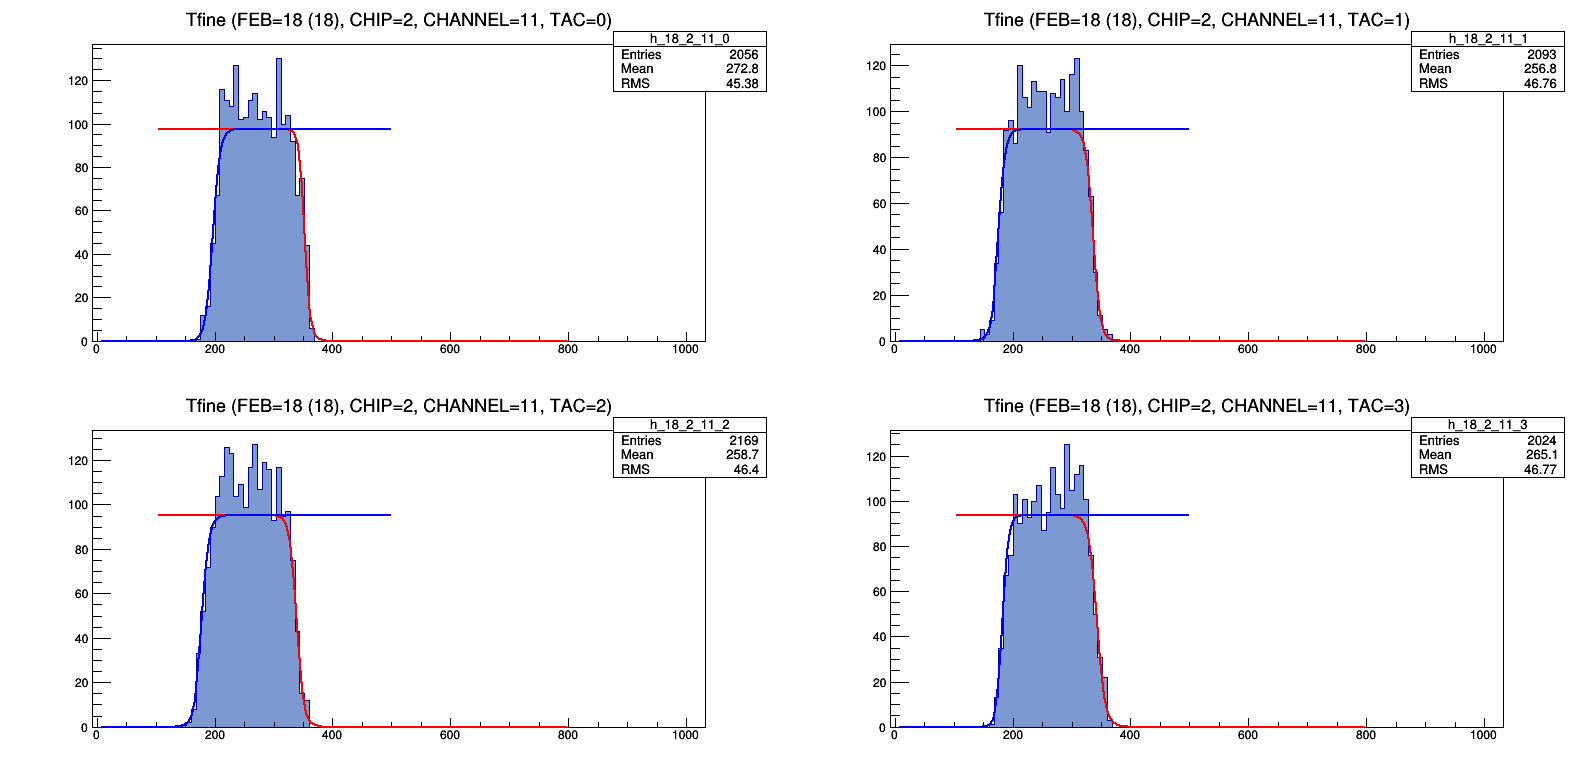 Tfine (FEB=18 (18), CHIP=2, CHANNEL=11, TAC=0)
h_18_2_11_0
Entries 2056
Mean 272.8
RMS 45.38
120
100
80
60
40
20
0
0 200 400 600 800 1000
Tfine (FEB=18 (18), CHIP=2, CHANNEL=11, TAC=1)
h_18_2_11_1
Entries 2093
Mean 256.8
RMS 46.76
120
100
80
60
40
20
0
0 200 400 600 800 1000
Tfine (FEB=18 (18), CHIP=2, CHANNEL=11, TAC=2)
h_18_2_11_2
Entries 2169
Mean 258.7
RMS 46.4
120
100
80
60
40
20
0
0 200 400 600 800 1000
Tfine (FEB=18 (18), CHIP=2, CHANNEL=11, TAC=3)
h_18_2_11_3
Entries 2024
Mean 265.1
RMS 46.77
120
100
80
60
40
20
0
0 200 400 600 800 1000